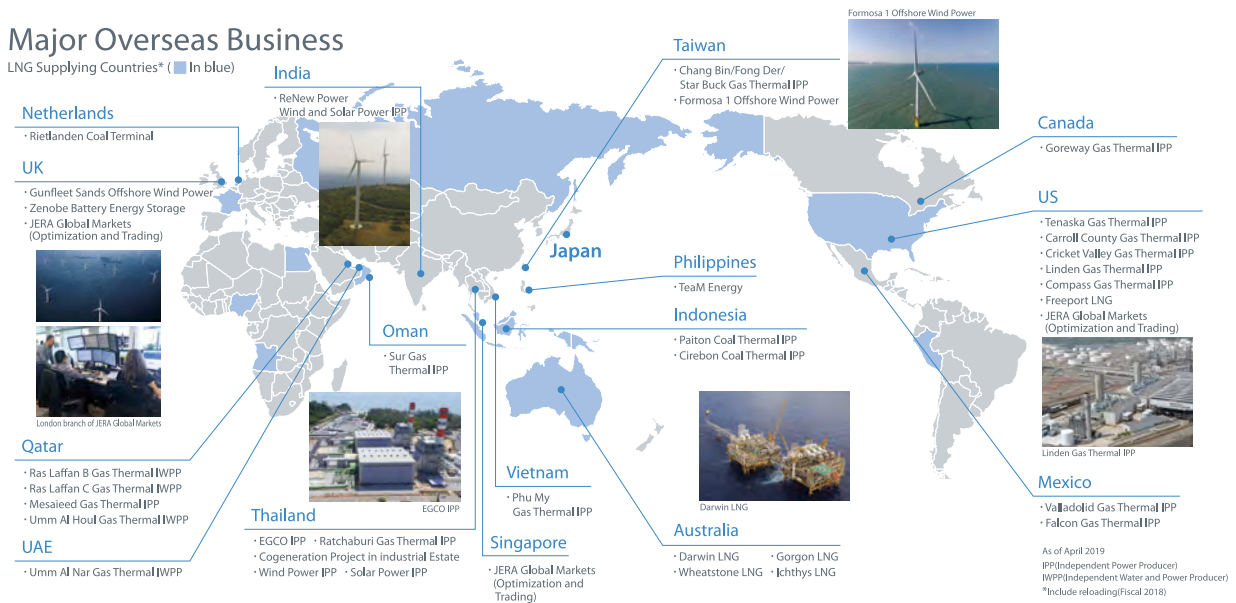 Major Overseas Business
LNG Supplying Countries* ( In blue)
Netherlands
・Rietlanden Coal Terminal
UK
・Gunfleet Sands Offshore Wind Power
・Zenobe Battery Energy Storage
・JERA Global Markets
(Optimization and Trading)
London branch of JERA Global Markets
Qatar
・Ras Laffan B Gas Thermal IWPP
・Ras Laffan C Gas Thermal IWPP
・Mesaieed Gas Thermal IPP
・Umm Al Houl Gas Thermal IWPP
UAE
・Umm Al Nar Gas Thermal IWPP
India
・ReNew Power
Wind and Solar Power IPP
Oman
・Sur Gas
Thermal IPP
EGCO IPP
Thailand
・EGCO IPP ・Ratchaburi Gas Thermal IPP
・Cogeneration Project in industrial Estate
・Wind Power IPP ・Solar Power IPP
Japan
Vietnam
・Phu My
Gas Thermal IPP
Singapore
・JERA Global Markets
(Optimization and
Trading)
Taiwan
・Chang Bin/Fong Der/
Star Buck Gas Thermal IPP
・Formosa 1 Offshore Wind Power
Formosa 1 Offshore Wind Power
Philippines
・TeaM Energy
Indonesia
・Paiton Coal Thermal IPP
・Cirebon Coal Thermal IPP
Darwin LNG
Australia
・Darwin LNG ・Gorgon LNG
・Wheatstone LNG ・Ichthys LNG
Canada
・Goreway Gas Thermal IPP
US
・Tenaska Gas Thermal IPP
・Carroll County Gas Thermal IPP
・Cricket Valley Gas Thermal IPP
・Linden Gas Thermal IPP
・Compass Gas Thermal IPP
・Freeport LNG
・JERA Global Markets
(Optimization and Trading)
Linden Gas Thermal IPP
Mexico
・Valladolid Gas Thermal IPP
・Falcon Gas Thermal IPP
As of April 2019
IPP(Independent Power Producer)
IWPP(Independent Water and Power Producer)
*Include reloading(Fiscal 2018)